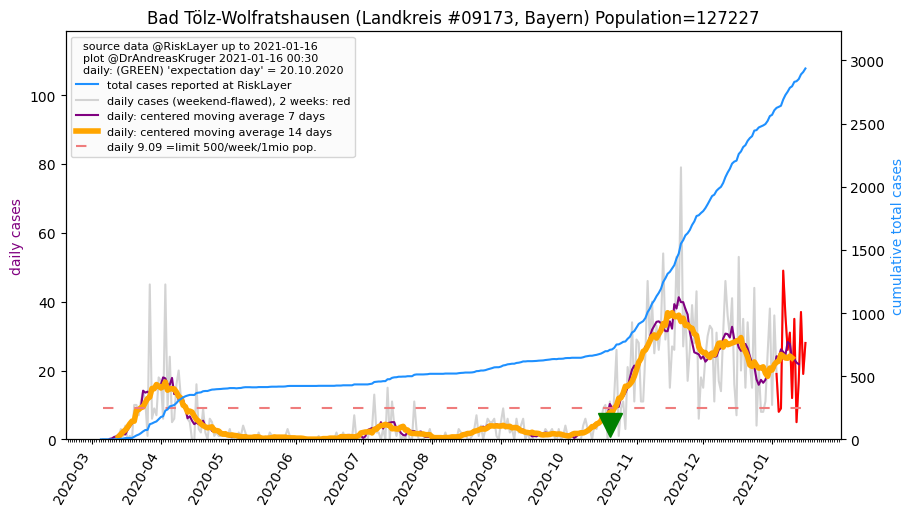 Bad Tölz-Wolfratshausen (Landkreis #09173, Bayern) Population=127227
source data @RiskLayer up to 2021-01-16
plot @DrAndreasKruger 2021-01-16 00:30
daily: (GREEN) 'expectation day' = 20.10.2020
total cases reported at RiskLayer
daily cases (weekend-flawed), 2 weeks: red
daily: centered moving average 7 days
daily: centered moving average 14 days
daily 9.09 =limit 500/week/1mio pop.
daily cases
100
80
60
40
20
0
cumulative total cases
3000
2500
2000
1500
1000
500
0
2020-03
2020-04
2020-05
2020-06
2020-07
2020-08
2020-09
2020-10
2020-11
2020-12
2021-01